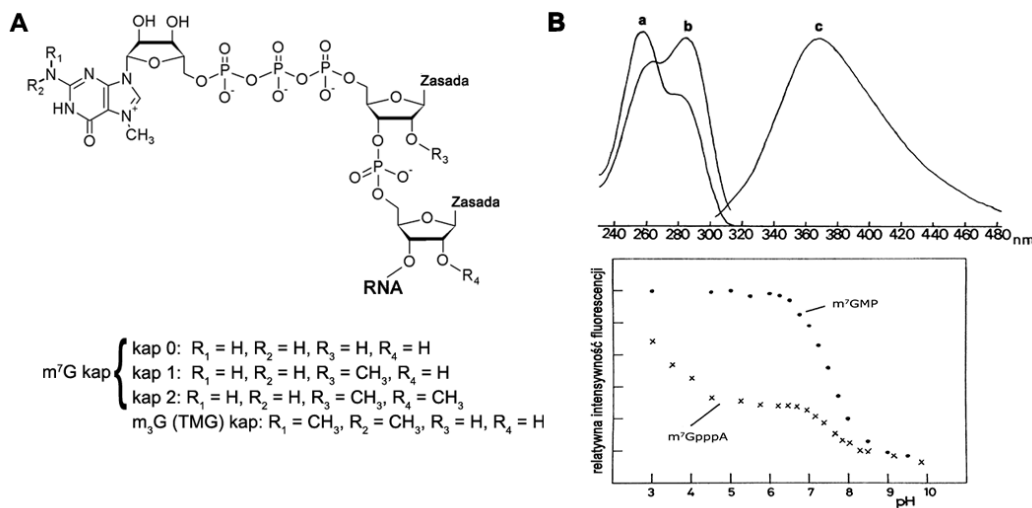 A
R₁
N
R₂
N
N
HN
N⁺
O
CH₃
OH OH
O
O
O
P
O⁻
O
O
P
O⁻
O
O
P
O⁻
O
Zasada
O
O
O
R₃
O
P
O⁻
O
Zasada
O
O
O
R₄
RNA
m⁷G kap
kap 0: R₁ = H, R₂ = H, R₃ = H, R₄ = H
kap 1: R₁ = H, R₂ = H, R₃ = CH₃, R₄ = H
kap 2: R₁ = H, R₂ = H, R₃ = CH₃, R₄ = CH₃
m₃G (TMG) kap: R₁ = CH₃, R₂ = CH₃, R₃ = H, R₄ = H
B
a b c
240 260 280 300 320 340 360 380 400 420 440 460 480 nm
relatywna intensywność fluorescencji
m⁷GMP
m⁷GpppA
3 4 5 6 7 8 9 10
pH